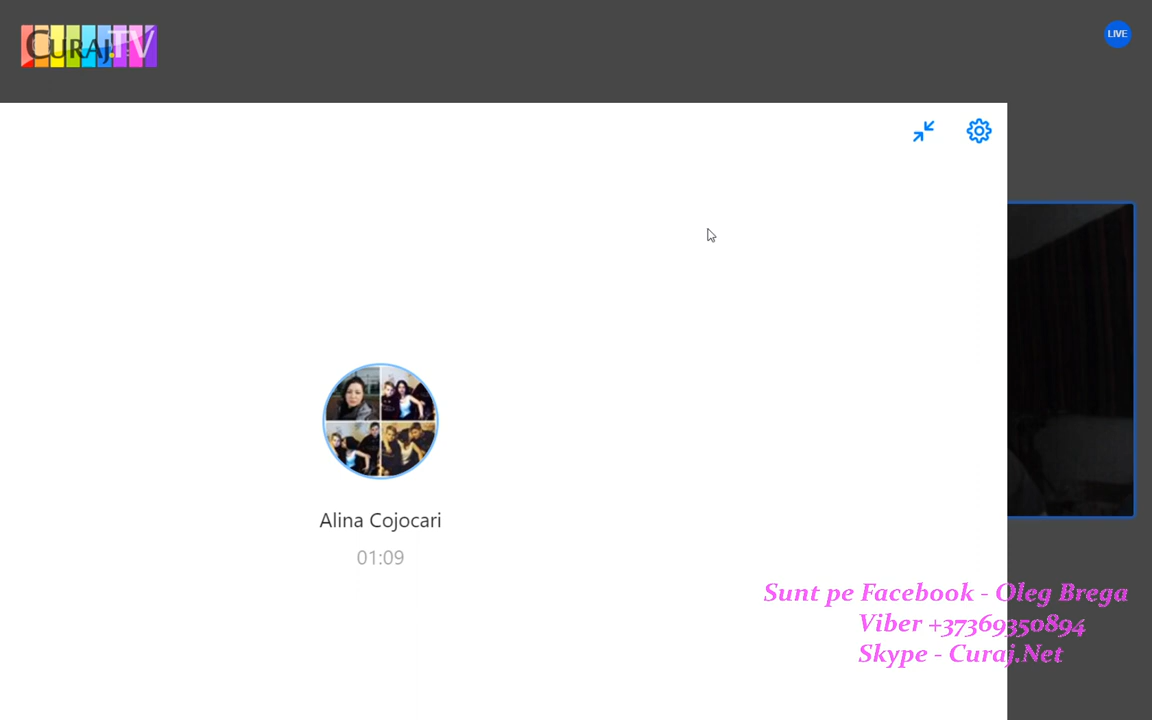 CURAJ.TV
LIVE
Alina Cojocari
01:09
Sunt pe Facebook - Oleg Brega
Viber +37369350894
Skype - Curaj.Net